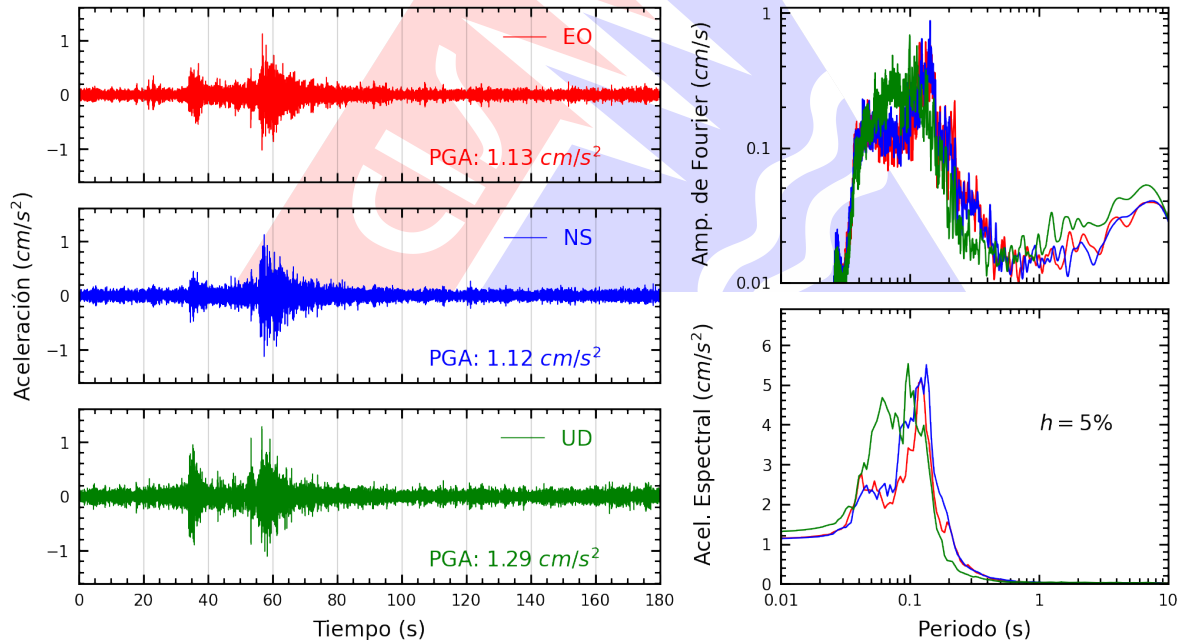 1
0
−1
EO
PGA: 1.13 cm/s²
1
0
−1
NS
PGA: 1.12 cm/s²
1
0
−1
UD
PGA: 1.29 cm/s²
0 20 40 60 80 100 120 140 160 180
Tiempo (s)
Aceleración (cm/s²)
1
0.1
0.01
Amp. de Fourier (cm/s)
6
5
4
3
2
1
0
h = 5%
Acel. Espectral (cm/s²)
0.01 0.1 1 10
Periodo (s)